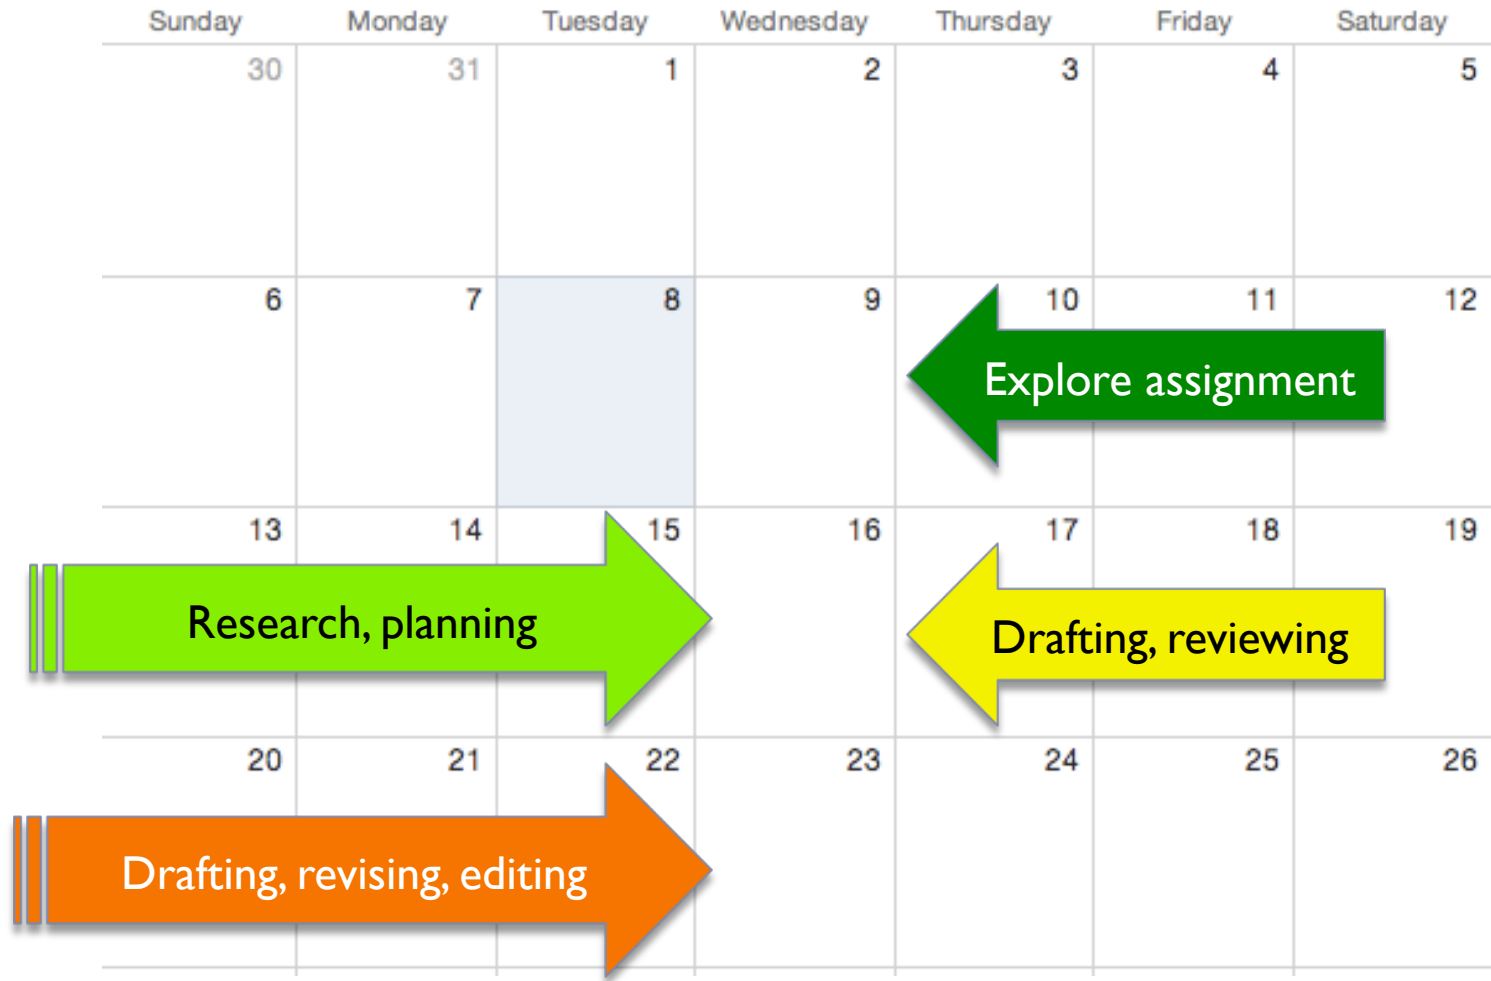 Sunday Monday Tuesday Wednesday Thursday Friday Saturday
30 31 1 2 3 4 5
6 7 8 9 10 11 12
Explore assignment
13 14 15 16 17 18 19
Research, planning
Drafting, reviewing
20 21 22 23 24 25 26
Drafting, revising, editing